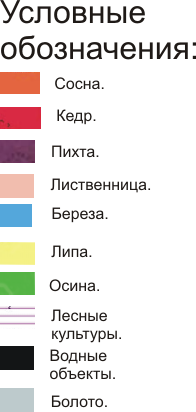 Условные
обозначения:
Сосна.
Кедр.
Пихта.
Лиственница.
Береза.
Липа.
Осина.
Лесные
культуры.
Водные
объекты.
Болото.